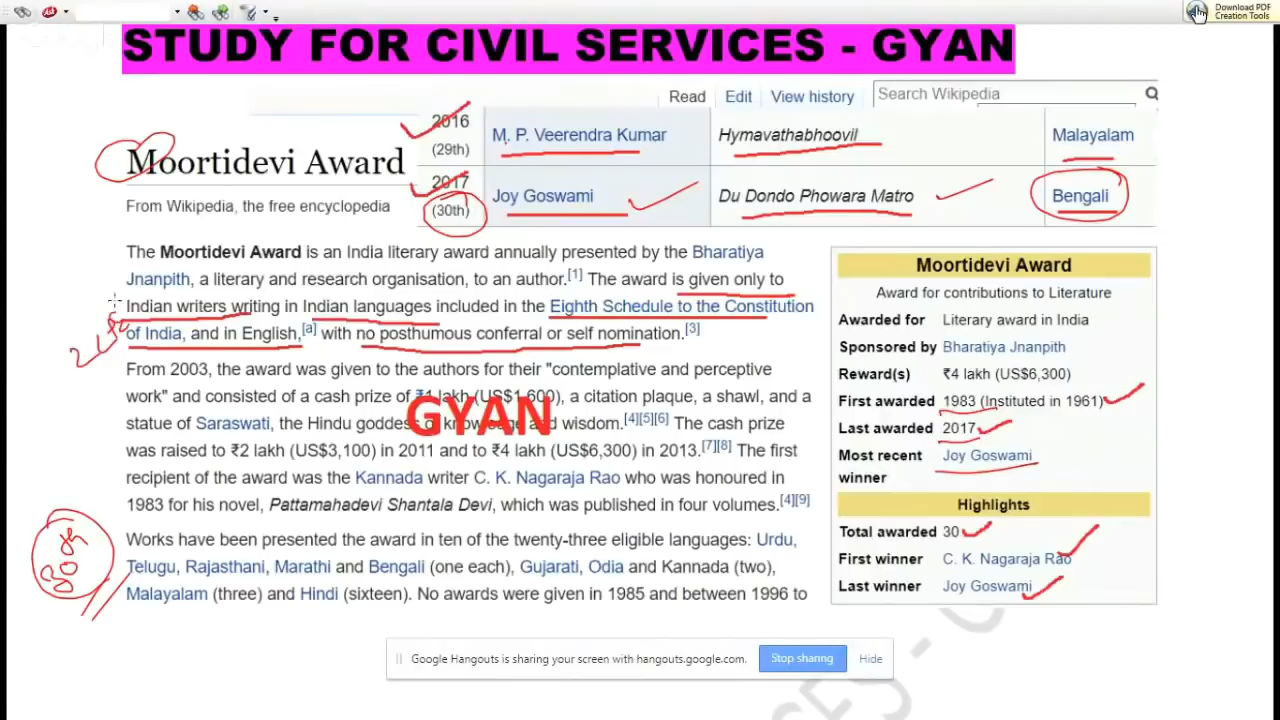 Download PDF
Creation Tools
STUDY FOR CIVIL SERVICES - GYAN
Read Edit View history Search Wikipedia
2016
(29th)
M. P. Veerendra Kumar Hymavathabhoovil Malayalam
Moortidevi Award
2017
(30th)
Joy Goswami Du Dondo Phowara Matro Bengali
From Wikipedia, the free encyclopedia
The Moortidevi Award is an India literary award annually presented by the Bharatiya
Jnanpith, a literary and research organisation, to an author.[1] The award is given only to
Indian writers writing in Indian languages included in the Eighth Schedule to the Constitution
of India, and in English,[a] with no posthumous conferral or self nomination.[3]
From 2003, the award was given to the authors for their "contemplative and perceptive
work" and consisted of a cash prize of ₹1 lakh (US$1,600), a citation plaque, a shawl, and a
statue of Saraswati, the Hindu goddess of knowledge and wisdom.[4][5][6] The cash prize
was raised to ₹2 lakh (US$3,100) in 2011 and to ₹4 lakh (US$6,300) in 2013.[7][8] The first
recipient of the award was the Kannada writer C. K. Nagaraja Rao who was honoured in
1983 for his novel, Pattamahadevi Shantala Devi, which was published in four volumes.[4][9]
Works have been presented the award in ten of the twenty-three eligible languages: Urdu,
Telugu, Rajasthani, Marathi and Bengali (one each), Gujarati, Odia and Kannada (two),
Malayalam (three) and Hindi (sixteen). No awards were given in 1985 and between 1996 to
GYAN
30th
Moortidevi Award
Award for contributions to Literature
Awarded for Literary award in India
Sponsored by Bharatiya Jnanpith
Reward(s) ₹4 lakh (US$6,300)
First awarded 1983 (Instituted in 1961)
Last awarded 2017
Most recent Joy Goswami
winner
Highlights
Total awarded 30
First winner C. K. Nagaraja Rao
Last winner Joy Goswami
Google Hangouts is sharing your screen with hangouts.google.com. Stop sharing Hide